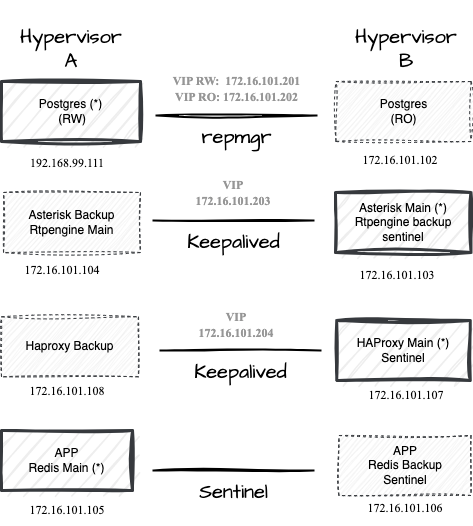 Hypervisor
A
Hypervisor
B
VIP RW:  172.16.101.201
VIP RO: 172.16.101.202
Postgres (*)
(RW)
repmgr
Postgres
(RO)
192.168.99.111
172.16.101.102
VIP
172.16.101.203
Asterisk Backup
Rtpengine Main
Keepalived
Asterisk Main (*)
Rtpengine backup
sentinel
172.16.101.104
172.16.101.103
VIP
172.16.101.204
Haproxy Backup
Keepalived
HAProxy Main (*)
Sentinel
172.16.101.108
172.16.101.107
APP
Redis Main (*)
Sentinel
APP
Redis Backup
Sentinel
172.16.101.105
172.16.101.106